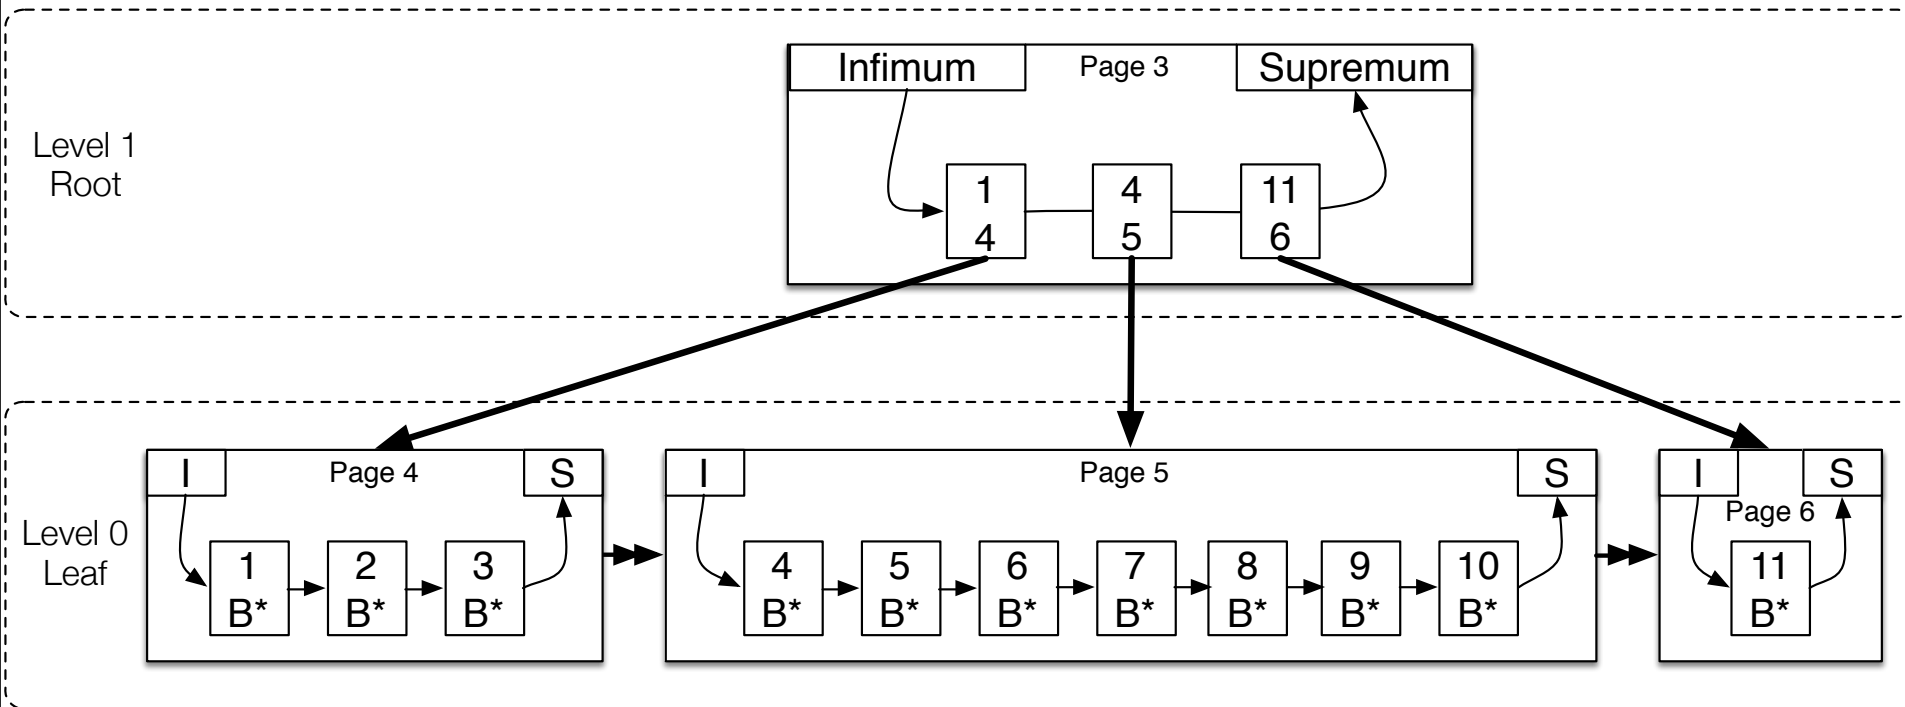 Infimum
Page 3
Supremum
Level 1
Root
1
4
4
5
11
6
Level 0
Leaf
I
Page 4
S
1
B*
2
B*
3
B*
I
Page 5
S
4
B*
5
B*
6
B*
7
B*
8
B*
9
B*
10
B*
I
S
Page 6
11
B*